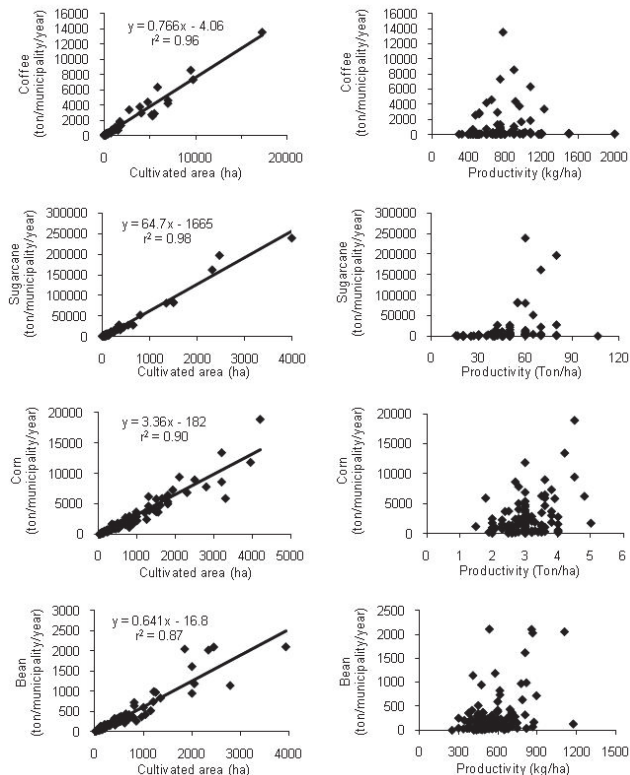 Coffee
(ton/municipality/year)
16000
14000
12000
10000
8000
6000
4000
2000
0
y = 0.766x - 4.06
r² = 0.96
0 10000 20000
Cultivated area (ha)
Coffee
(ton/municipality/year)
16000
14000
12000
10000
8000
6000
4000
2000
0
0 400 800 1200 1600 2000
Productivity (kg/ha)
Sugarcane
(ton/municipality/year)
300000
250000
200000
150000
100000
50000
0
y = 64.7x - 1665
r² = 0.98
0 1000 2000 3000 4000
Cultivated area (ha)
Sugarcane
(ton/municipality/year)
300000
250000
200000
150000
100000
50000
0
0 30 60 90 120
Productivity (Ton/ha)
Corn
(ton/municipality/year)
20000
15000
10000
5000
0
y = 3.36x - 182
r² = 0.90
0 1000 2000 3000 4000 5000
Cultivated area (ha)
Corn
(ton/municipality/year)
20000
15000
10000
5000
0
0 1 2 3 4 5 6
Productivity (Ton/ha)
Bean
(ton/municipality/year)
3000
2500
2000
1500
1000
500
0
y = 0.641x - 16.8
r² = 0.87
0 1000 2000 3000 4000
Cultivated area (ha)
Bean
(ton/municipality/year)
2500
2000
1500
1000
500
0
0 300 600 900 1200 1500
Productivity (kg/ha)